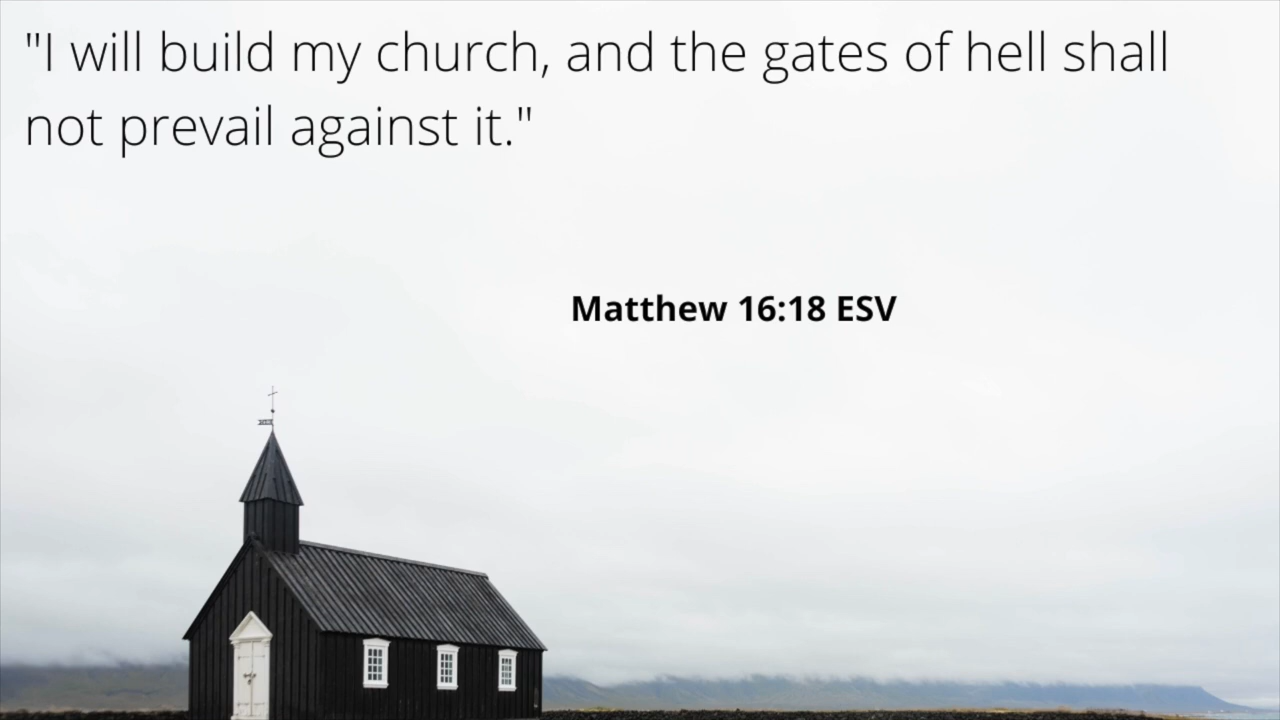 "I will build my church, and the gates of hell shall
not prevail against it."
Matthew 16:18 ESV